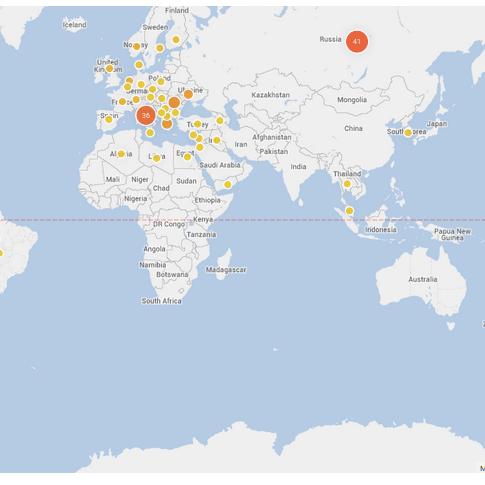 Finland
Iceland
Sweden
Russia
41
Norway
United
Kingdom
Poland
Germany
Ukraine
Kazakhstan
France
Mongolia
36
Spain
Turkey
China
South Korea
Japan
Afghanistan
Iran
Algeria
Libya
Egypt
Pakistan
Saudi Arabia
India
Thailand
Mali
Niger
Chad
Sudan
Nigeria
Ethiopia
DR Congo
Kenya
Indonesia
Papua New
Guinea
Tanzania
Angola
Namibia
Madagascar
Botswana
Australia
South Africa